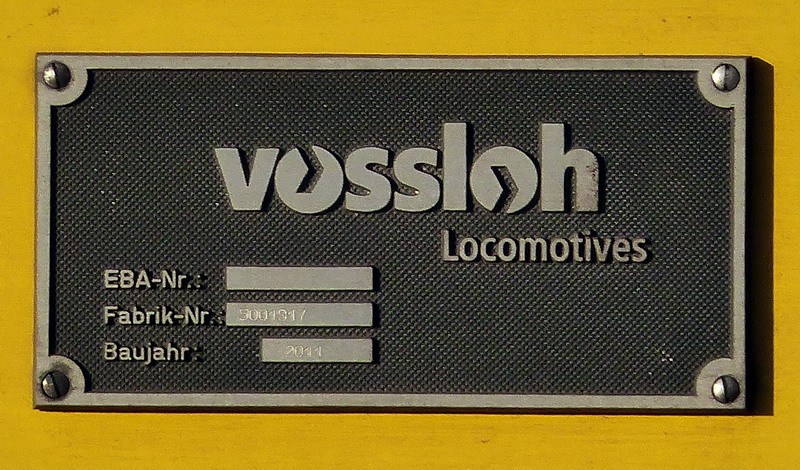 vossloh
Locomotives
EBA-Nr.:
Fabrik-Nr.: 5001917
Baujahr: 2011